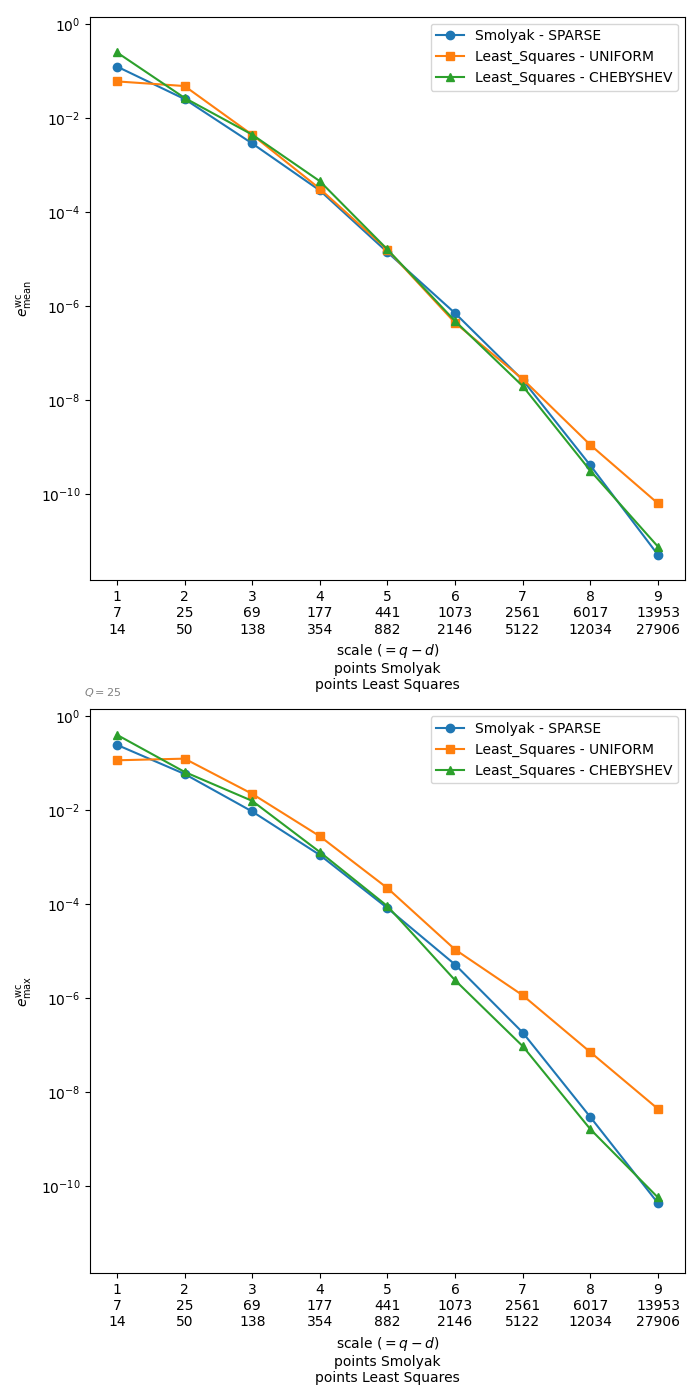 10^0
Smolyak - SPARSE
Least_Squares - UNIFORM
Least_Squares - CHEBYSHEV
10^−2
10^−4
10^−6
10^−8
10^−10
e^wc_mean
1 2 3 4 5 6 7 8 9
7 25 69 177 441 1073 2561 6017 13953
14 50 138 354 882 2146 5122 12034 27906
scale (= q − d)
points Smolyak
points Least Squares
Q = 25
10^0
Smolyak - SPARSE
Least_Squares - UNIFORM
Least_Squares - CHEBYSHEV
10^−2
10^−4
10^−6
10^−8
10^−10
e^wc_max
1 2 3 4 5 6 7 8 9
7 25 69 177 441 1073 2561 6017 13953
14 50 138 354 882 2146 5122 12034 27906
scale (= q − d)
points Smolyak
points Least Squares